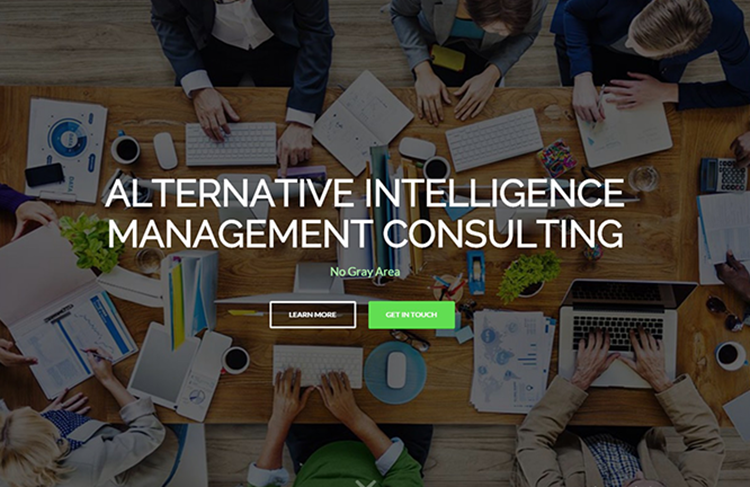 ALTERNATIVE INTELLIGENCE
MANAGEMENT CONSULTING
No Gray Area
LEARN MORE
GET IN TOUCH